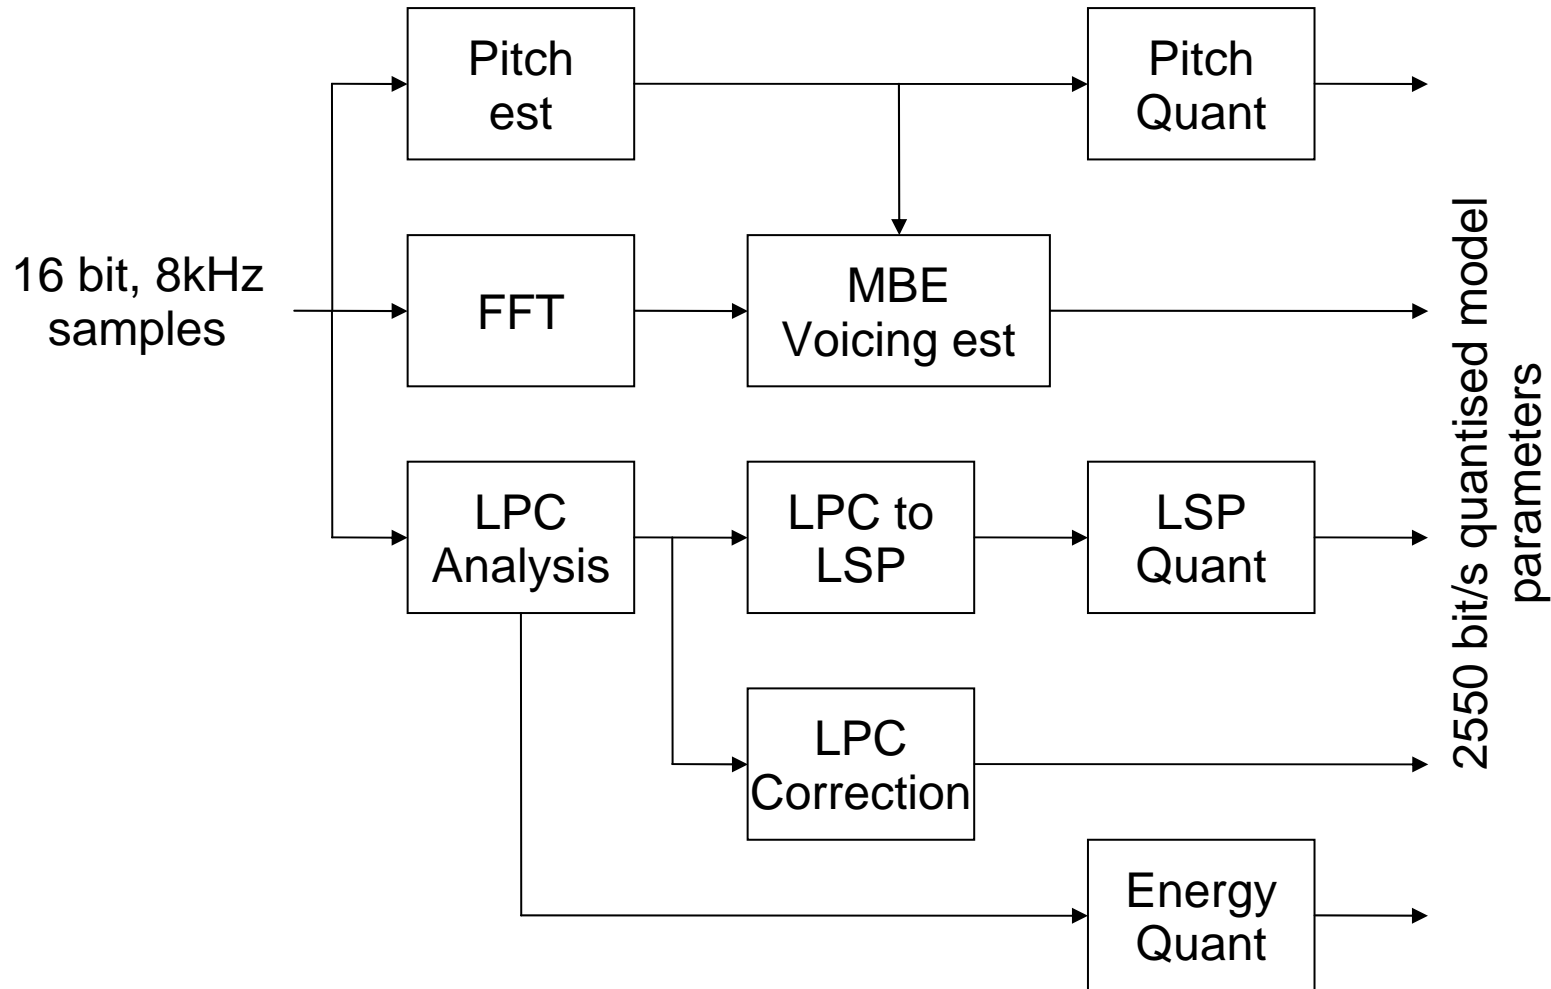 Pitch
est
Pitch
Quant
16 bit, 8kHz
samples
FFT
MBE
Voicing est
LPC
Analysis
LPC to
LSP
LSP
Quant
LPC
Correction
Energy
Quant
2550 bit/s quantised model
parameters